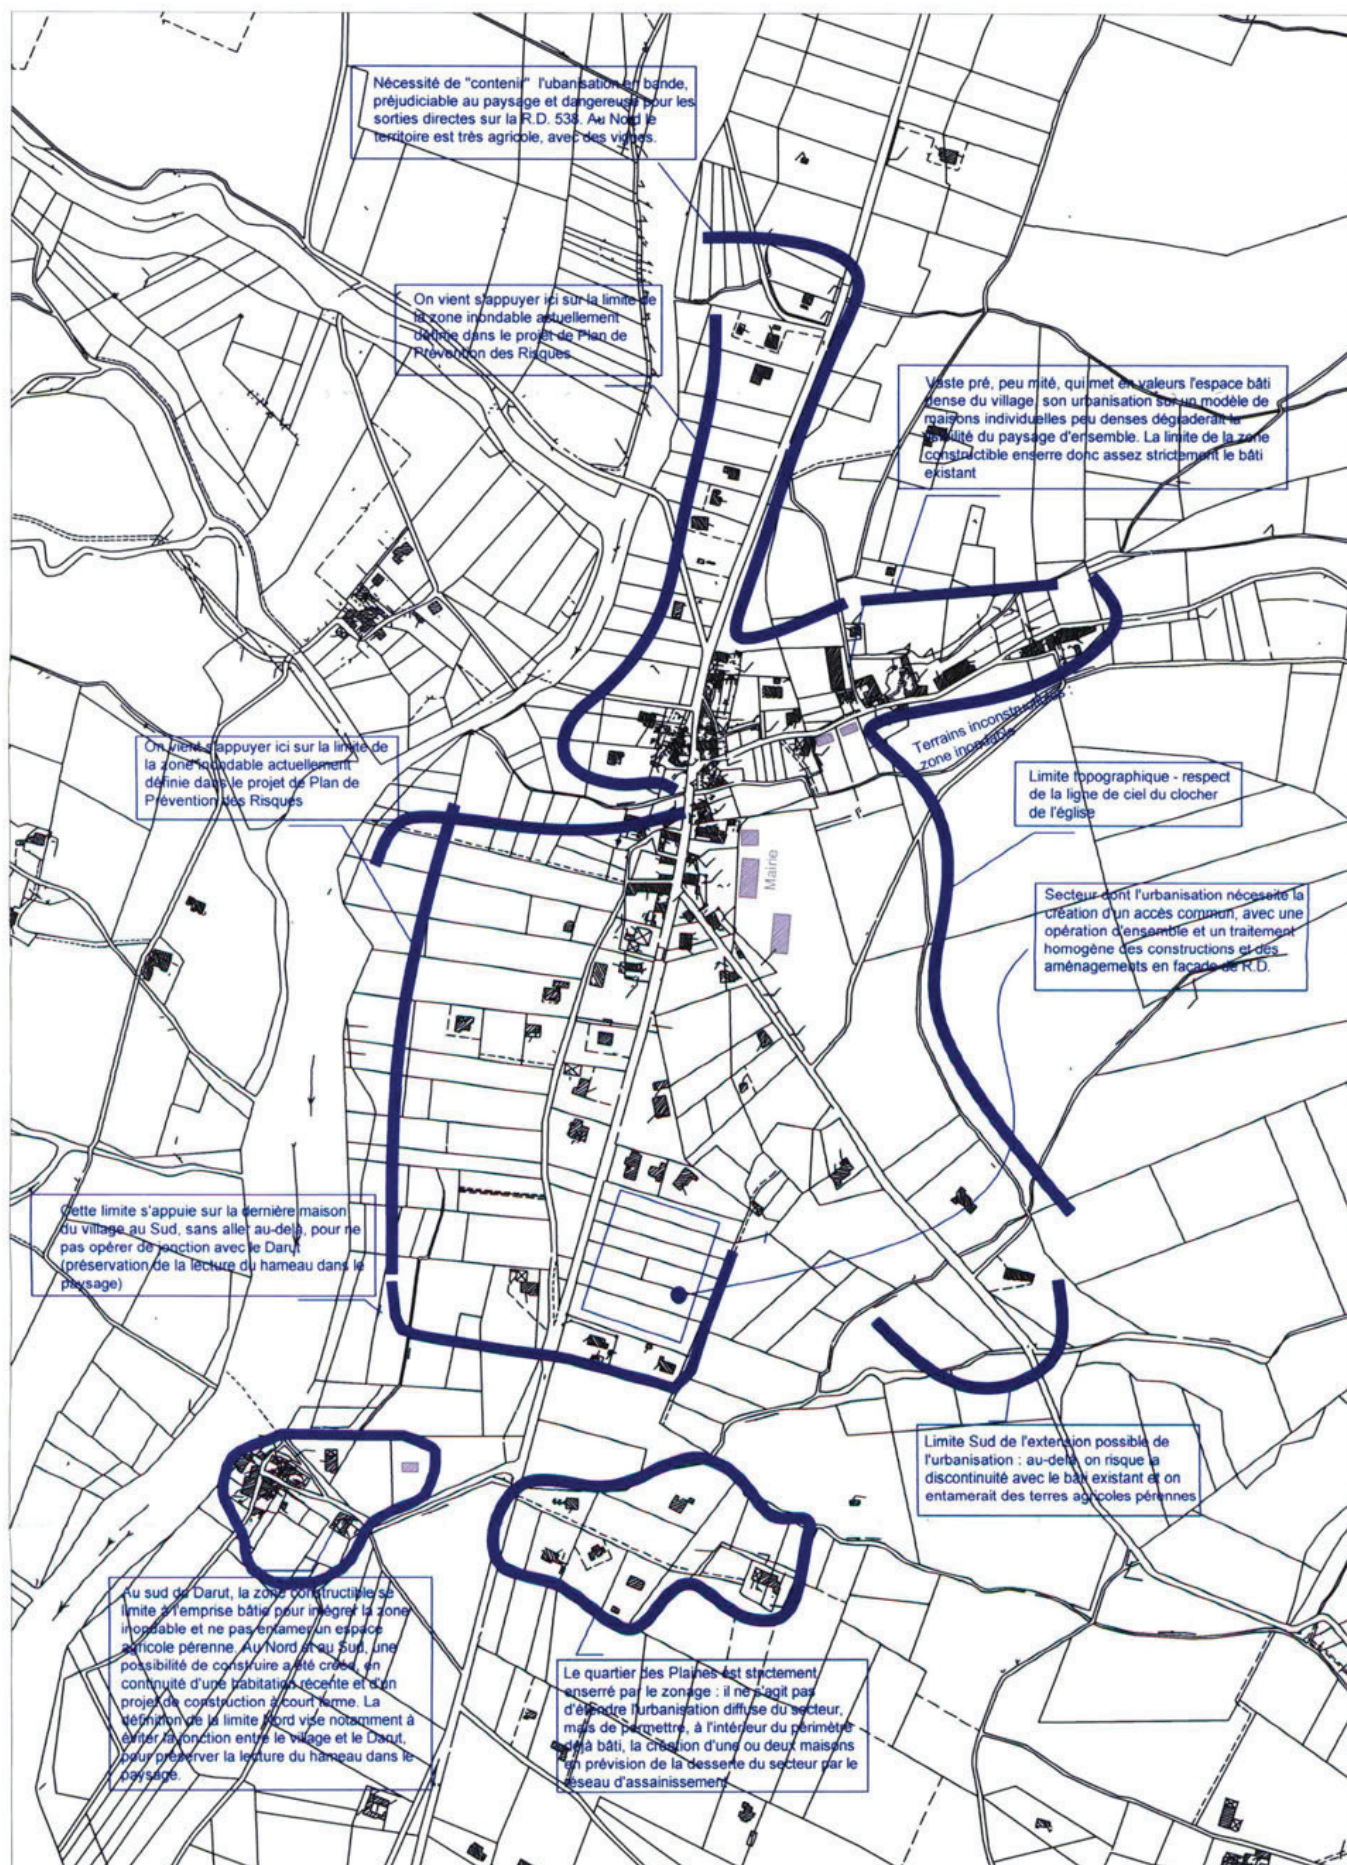 Nécessité de "contenir" l'ubanisation en bande,
préjudiciable au paysage et dangereuse pour les
sorties directes sur la R.D. 538. Au Nord le
territoire est très agricole, avec des vignes.
On vient s'appuyer ici sur la limite de
la zone inondable actuellement
définie dans le projet de Plan de
Prévention des Risques
Vaste pré, peu mité, qui met en valeurs l'espace bâti
dense du village, son urbanisation sur un modèle de
maisons individuelles peu denses dégraderait la
du paysage d'ensemble. La limite de la zone
constructible enserre donc assez strictement le bâti
existant
Terrains inconstructibles :
zone inondable
On vient s'appuyer ici sur la limite de
la zone inondable actuellement
définie dans le projet de Plan de
Prévention des Risques
Limite topographique - respect
de la ligne de ciel du clocher
de l'église
Mairie
Secteur dont l'urbanisation nécessite la
création d'un accès commun, avec une
opération d'ensemble et un traitement
homogène des constructions et des
aménagements en façade de R.D.
Cette limite s'appuie sur la dernière maison
du village au Sud, sans aller au-delà, pour ne
pas opérer de jonction avec le Darut
(préservation de la lecture du hameau dans le
paysage)
Limite Sud de l'extension possible de
l'urbanisation : au-delà, on risque la
discontinuité avec le bâti existant et on
entamerait des terres agricoles pérennes
Au sud du Darut, la zone constructible se
limite à l'emprise bâtie pour intégrer la zone
inondable et ne pas entamer un espace
agricole pérenne. Au Nord et au Sud, une
possibilité de construire a été créée, en
continuité d'une habitation récente et d'un
projet de construction à court terme. La
définition de la limite Nord vise notamment à
éviter la jonction entre le village et le Darut,
pour préserver la lecture du hameau dans le
paysage.
Le quartier des Plaines est strictement
enserré par le zonage : il ne s'agit pas
d'étendre l'urbanisation diffuse du secteur,
mais de permettre, à l'intérieur du périmètre
déjà bâti, la création d'une ou deux maisons
en prévision de la desserte du secteur par le
réseau d'assainissement